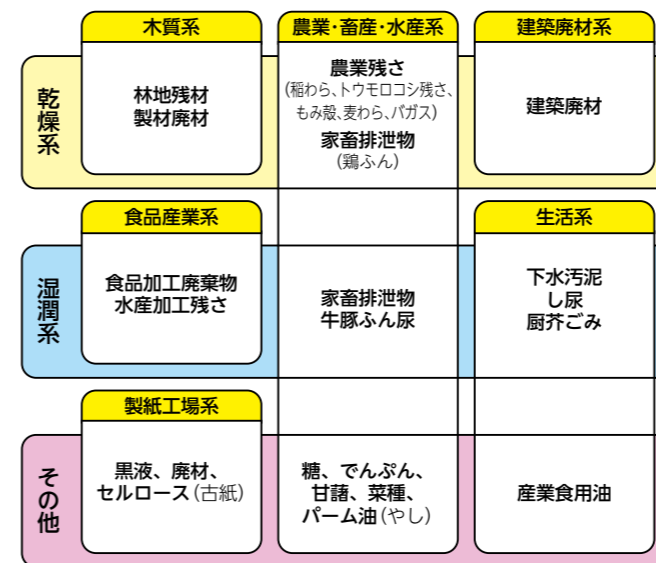 木質系
農業・畜産・水産系
建築廃材系
乾燥系
林地残材
製材廃材
農業残さ
(稲わら、トウモロコシ残さ、
もみ殻、麦わら、バガス)
家畜排泄物
(鶏ふん)
建築廃材
食品産業系
生活系
湿潤系
食品加工廃棄物
水産加工残さ
家畜排泄物
牛豚ふん尿
下水汚泥
し尿
厨芥ごみ
製紙工場系
その他
黒液、廃材、
セルロース(古紙)
糖、でんぷん、
甘藷、菜種、
パーム油(やし)
産業食用油